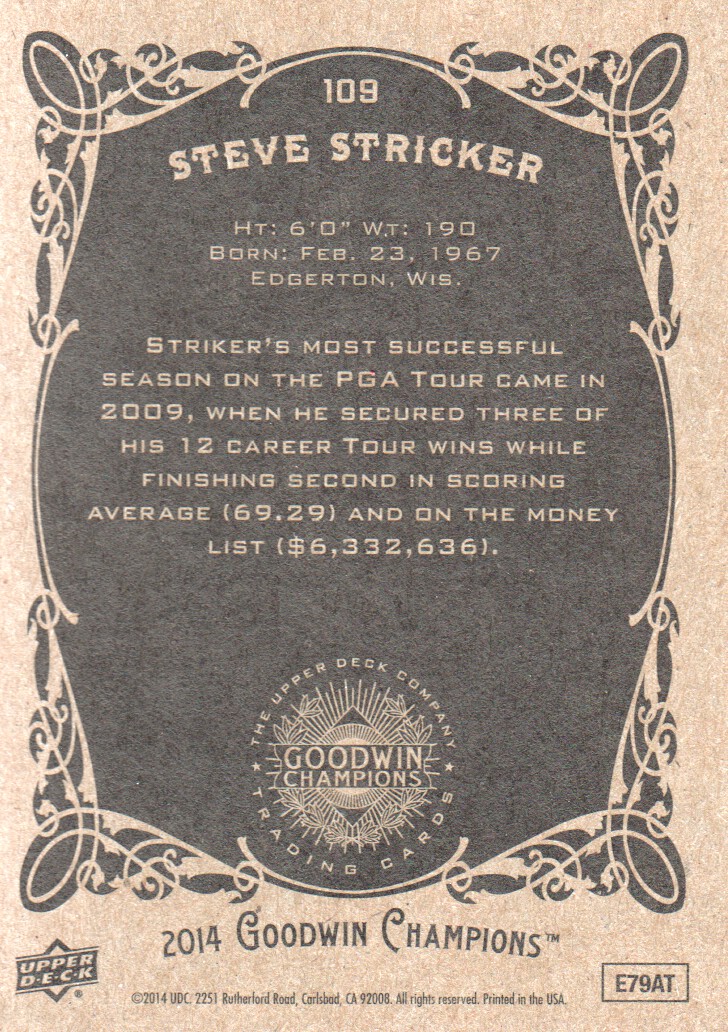 109
STEVE STRICKER
HT: 6'0" WT: 190
BORN: FEB. 23, 1967
EDGERTON, WIS.
STRIKER'S MOST SUCCESSFUL
SEASON ON THE PGA TOUR CAME IN
2009, WHEN HE SECURED THREE OF
HIS 12 CAREER TOUR WINS WHILE
FINISHING SECOND IN SCORING
AVERAGE (69.29) AND ON THE MONEY
LIST ($6,332,636).
THE UPPER DECK COMPANY
GOODWIN
CHAMPIONS
★ TRADING CARDS ★
2014 GOODWIN CHAMPIONS™
UPPER
D·E·C·K®
©2014 UDC. 2251 Rutherford Road, Carlsbad, CA 92008. All rights reserved. Printed in the USA.
E79AT